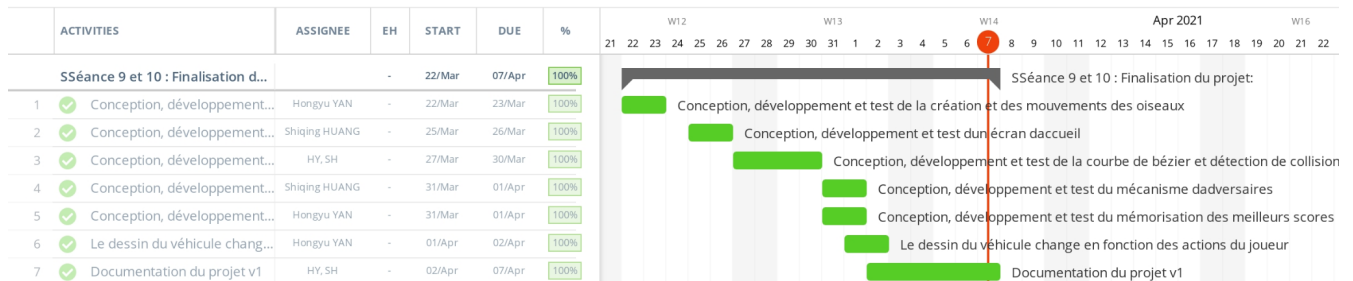 W12 W13 W14 Apr 2021 W16
ACTIVITIES ASSIGNEE EH START DUE %
21 22 23 24 25 26 27 28 29 30 31 1 2 3 4 5 6 7 8 9 10 11 12 13 14 15 16 17 18 19 20 21 22
SSéance 9 et 10 : Finalisation d... - 22/Mar 07/Apr 100% SSéance 9 et 10 : Finalisation du projet:
1 Conception, développement... Hongyu YAN - 22/Mar 23/Mar 100% Conception, développement et test de la création et des mouvements des oiseaux
2 Conception, développement... Shiqing HUANG - 25/Mar 26/Mar 100% Conception, développement et test dun écran daccueil
3 Conception, développement... HY, SH - 27/Mar 30/Mar 100% Conception, développement et test de la courbe de bézier et détection de collision
4 Conception, développement... Shiqing HUANG - 31/Mar 01/Apr 100% Conception, développement et test du mécanisme dadversaires
5 Conception, développement... Hongyu YAN - 31/Mar 01/Apr 100% Conception, développement et test du mémorisation des meilleurs scores
6 Le dessin du véhicule chang... Hongyu YAN - 01/Apr 02/Apr 100% Le dessin du véhicule change en fonction des actions du joueur
7 Documentation du projet v1 HY, SH - 02/Apr 07/Apr 100% Documentation du projet v1